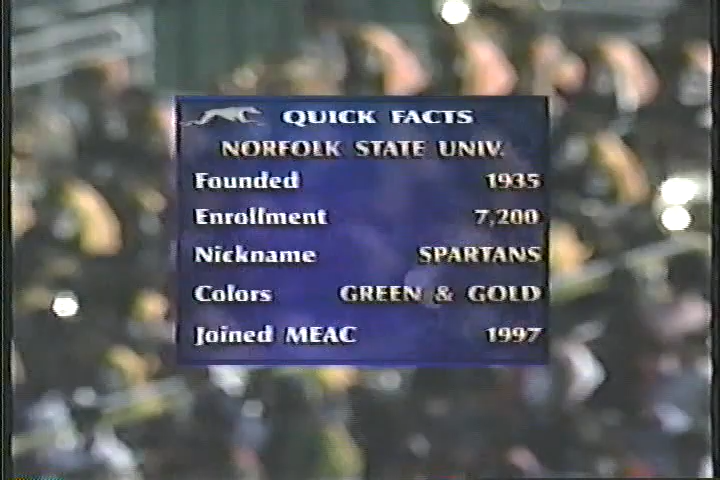 QUICK FACTS
NORFOLK STATE UNIV.
Founded 1935
Enrollment 7,200
Nickname SPARTANS
Colors GREEN & GOLD
Joined MEAC 1997